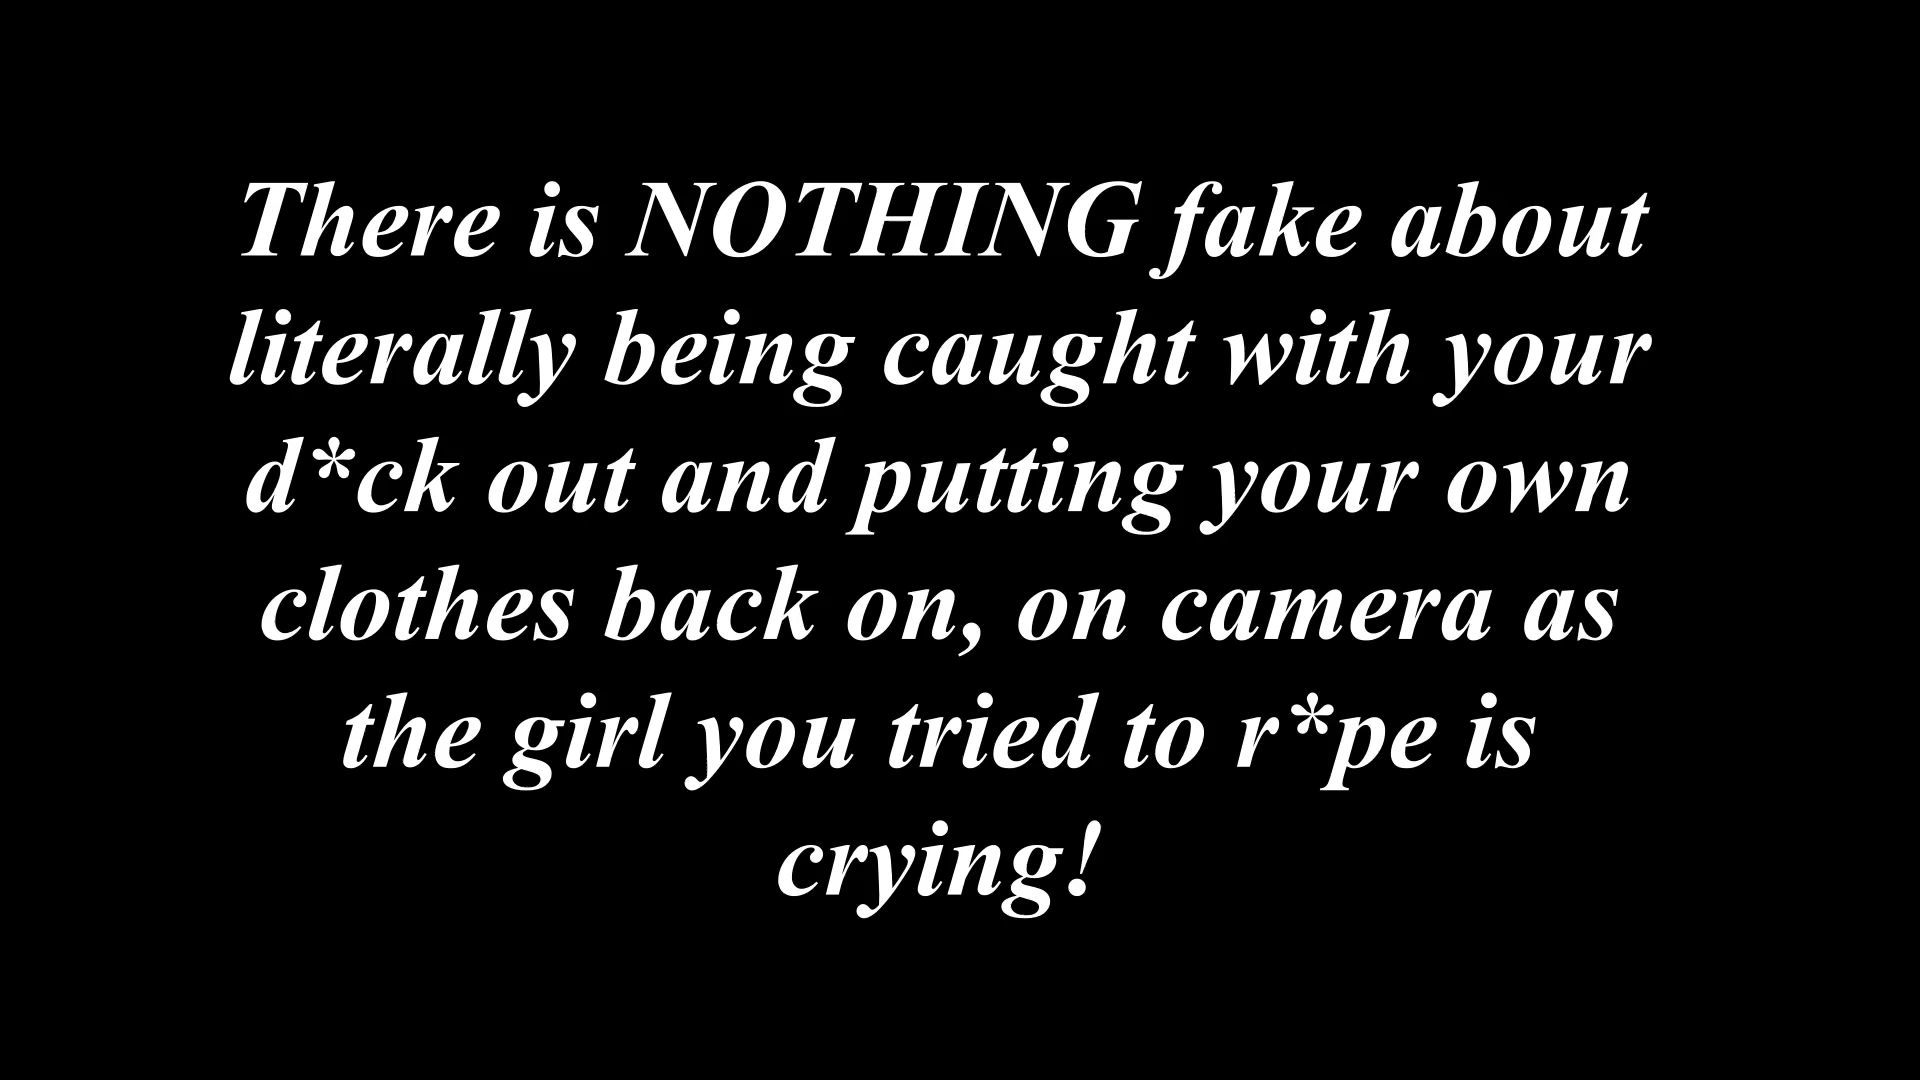 There is NOTHING fake about
literally being caught with your
d*ck out and putting your own
clothes back on, on camera as
the girl you tried to r*pe is
crying!